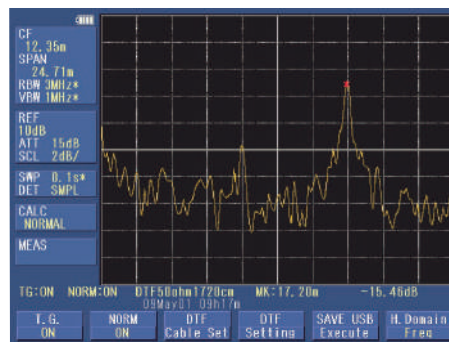 CF
12.35m
SPAN
24.71m
RBW 3MHz*
VBW 1MHz*
REF
10dB
ATT 15dB
SCL 2dB/
SWP 0.1s*
DET SMPL
CALC
NORMAL
MEAS
TG:ON NORM:ON DTF50ohm1720cm MK:17.20m -15.46dB
09May01 09h17m
T.G. ON
NORM ON
DTF Cable Set
DTF Setting
SAVE USB Execute
H.Domain Freq